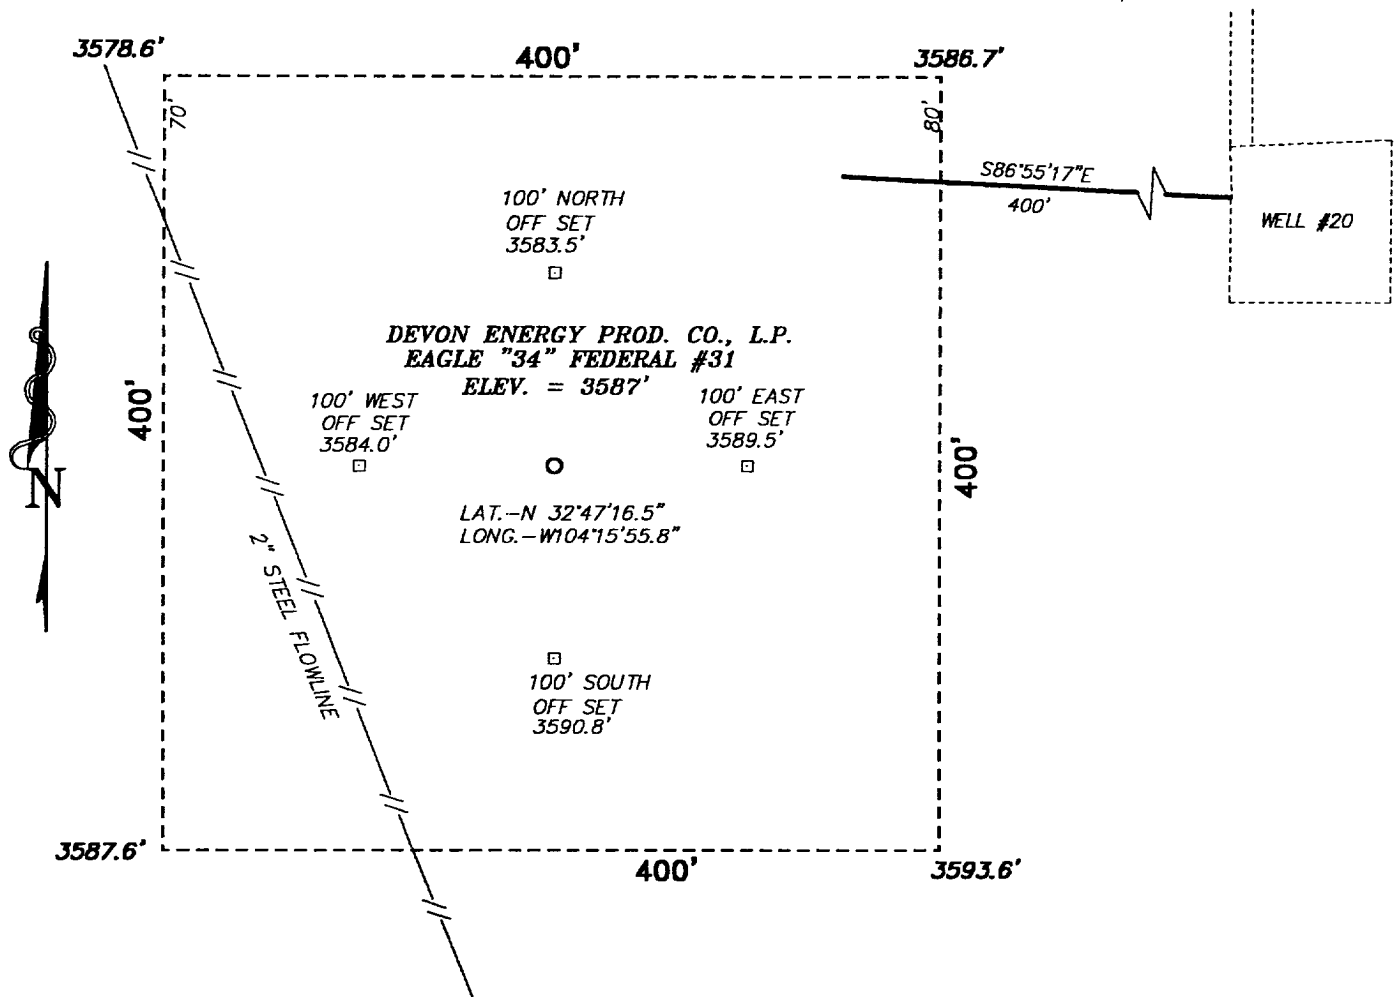 3578.6'
400'
3586.7'
70'
80'
S86°55'17"E
400'
WELL #20
100' NORTH
OFF SET
3583.5'
DEVON ENERGY PROD. CO., L.P.
EAGLE "34" FEDERAL #31
ELEV. = 3587'
100' WEST
OFF SET
3584.0'
100' EAST
OFF SET
3589.5'
400'
400'
N
LAT.-N 32°47'16.5"
LONG.-W104°15'55.8"
2" STEEL FLOWLINE
100' SOUTH
OFF SET
3590.8'
3587.6'
400'
3593.6'